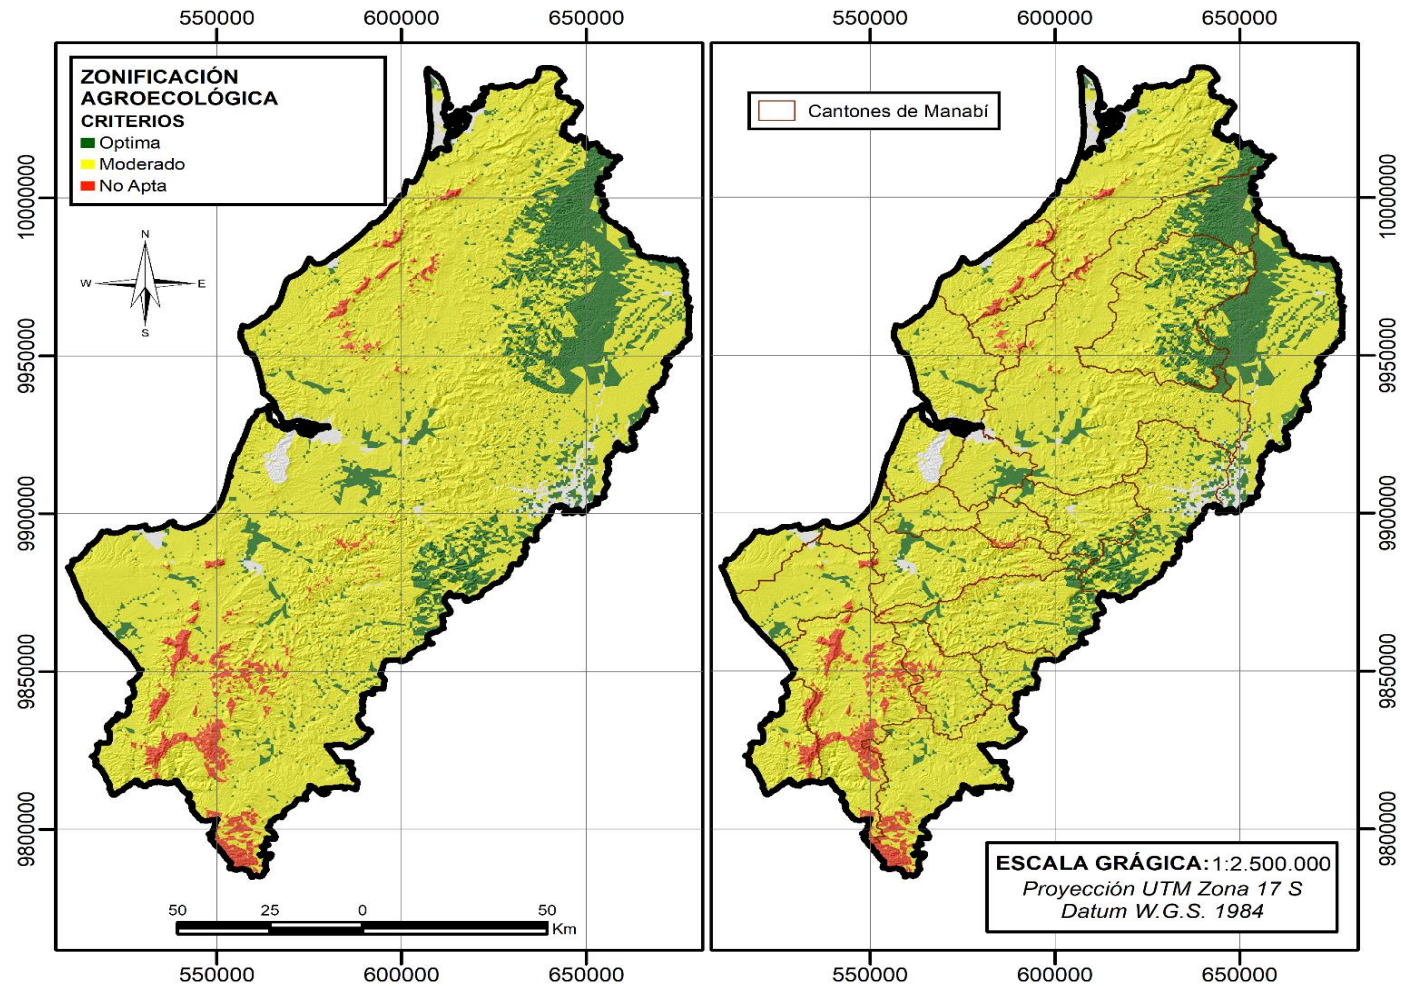 550000 600000 650000 550000 600000 650000
ZONIFICACIÓN
AGROECOLÓGICA
CRITERIOS
Optima
Moderado
No Apta
Cantones de Manabí
N
W E
S
10000000 10000000
9950000 9950000
9900000 9900000
9850000 9850000
9800000 9800000
ESCALA GRÁGICA:1:2.500.000
Proyección UTM Zona 17 S
Datum W.G.S. 1984
50 25 0 50
Km
550000 600000 650000 550000 600000 650000